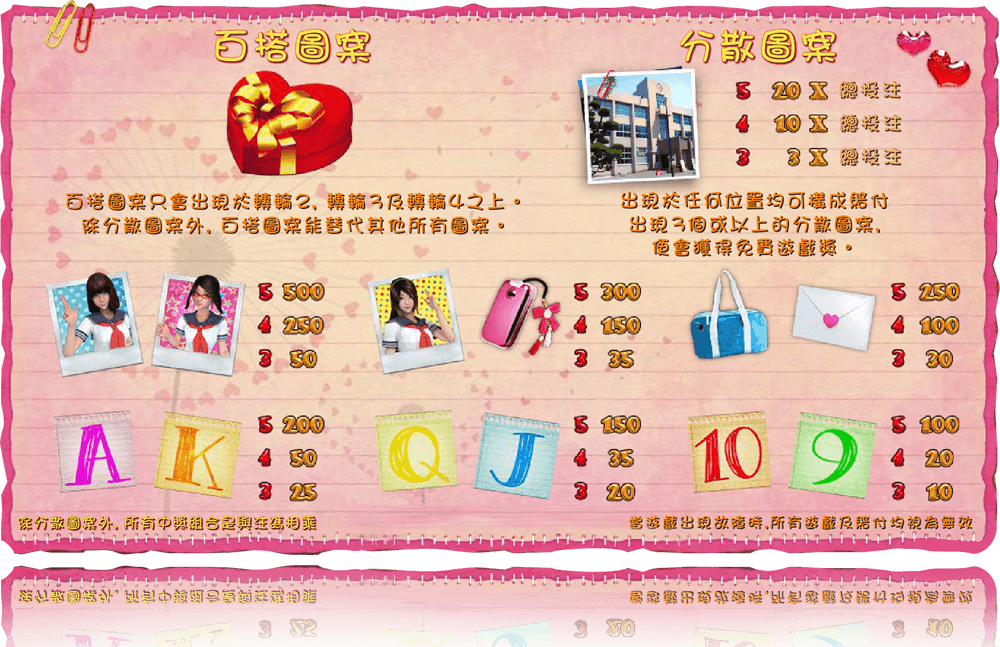 百搭圖案
分散圖案
5 20 X 總投注
4 10 X 總投注
3 3 X 總投注
百搭圖案只會出現於轉輪2, 轉輪3及轉輪4之上。
除分散圖案外, 百搭圖案能替代其他所有圖案。
出現於任何位置均可構成賠付
出現3個或以上的分散圖案,
便會獲得免費遊戲獎。
5 500
4 250
3 50
5 300
4 150
3 35
5 250
4 100
3 30
A K
5 200
4 50
3 25
Q J
5 150
4 35
3 20
10 9
5 100
4 20
3 10
除分散圖案外, 所有中獎組合是與注碼相乘
當遊戲出現故障時,所有遊戲及賠付均視為無效